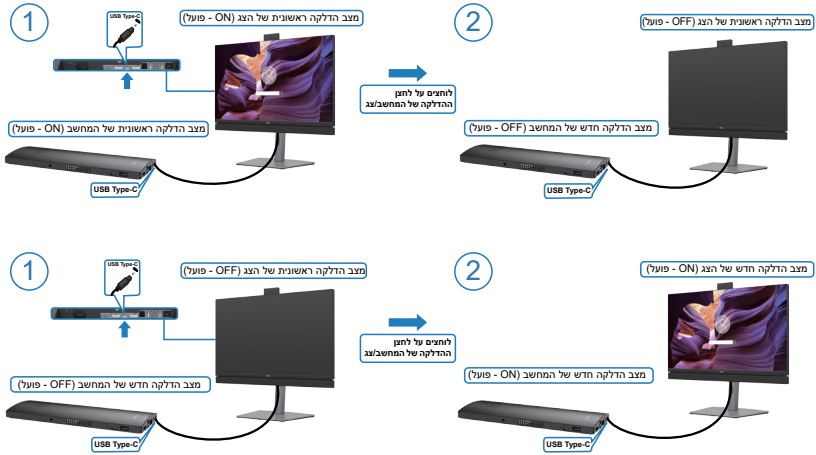 1
USB Type-C
מצב הדלקה ראשונית של הצג (ON - פועל)
מצב הדלקה ראשונית של המחשב (ON - פועל)
USB Type-C
לוחצים על לחצן
ההדלקה של המחשב/צג
2
מצב הדלקה ראשונית של הצג (OFF - פועל)
מצב הדלקה חדש של המחשב (OFF - פועל)
USB Type-C
1
USB Type-C
מצב הדלקה ראשונית של הצג (OFF - פועל)
מצב הדלקה חדש של המחשב (OFF - פועל)
USB Type-C
לוחצים על לחצן
ההדלקה של המחשב/צג
2
מצב הדלקה חדש של הצג (ON - פועל)
מצב הדלקה חדש של המחשב (ON - פועל)
USB Type-C